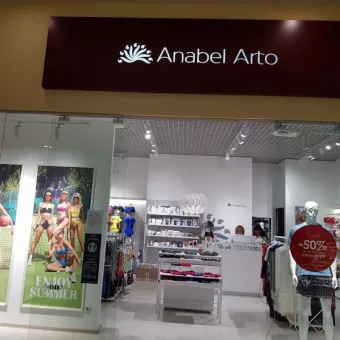 Anabel Arto
ENJOY
SUMMER
-50%